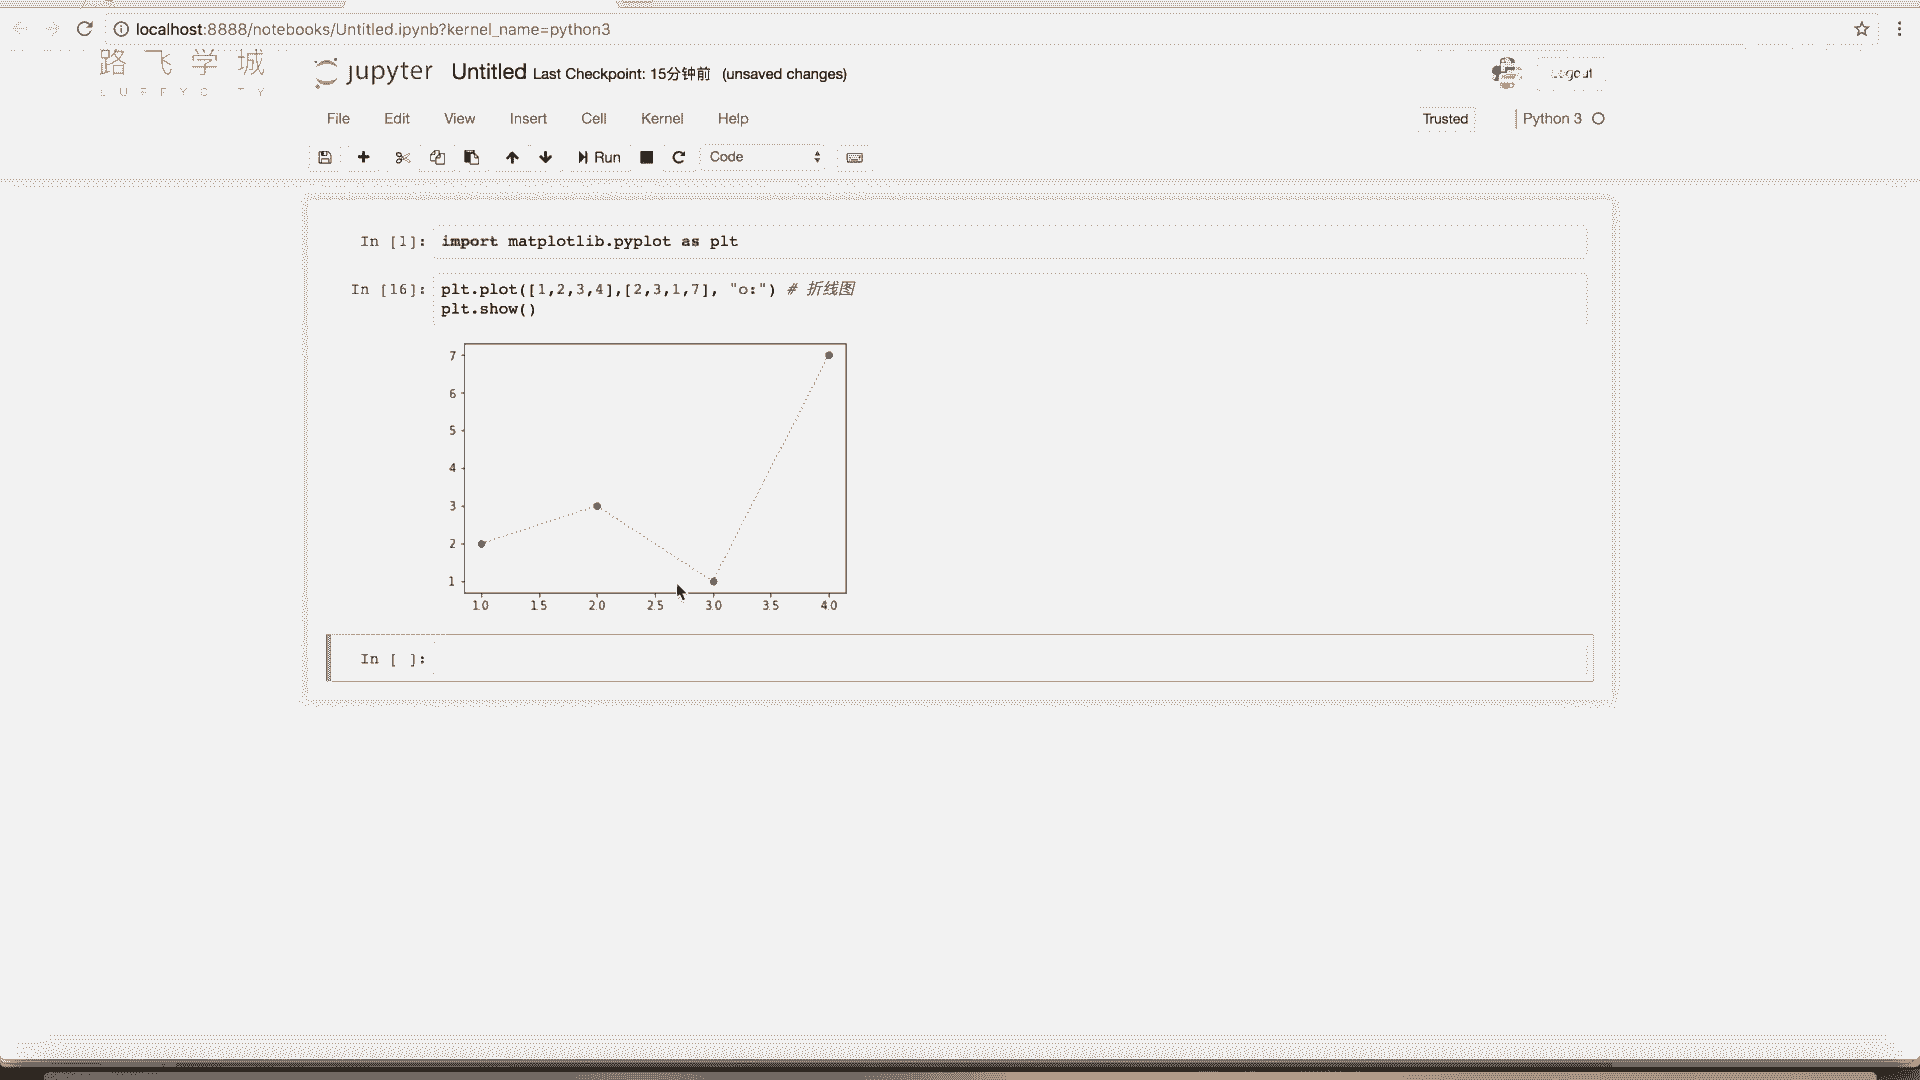 localhost:8888/notebooks/Untitled.ipynb?kernel_name=python3
路飞学城
LUFFYCITY
jupyter Untitled Last Checkpoint: 15分钟前 (unsaved changes)
Logout
File Edit View Insert Cell Kernel Help
Trusted
Python 3
Run
Code
In [1]: import matplotlib.pyplot as plt
In [16]: plt.plot([1,2,3,4],[2,3,1,7], "o:") # 折线图
plt.show()
7
6
5
4
3
2
1
1.0 1.5 2.0 2.5 3.0 3.5 4.0
In [ ]: